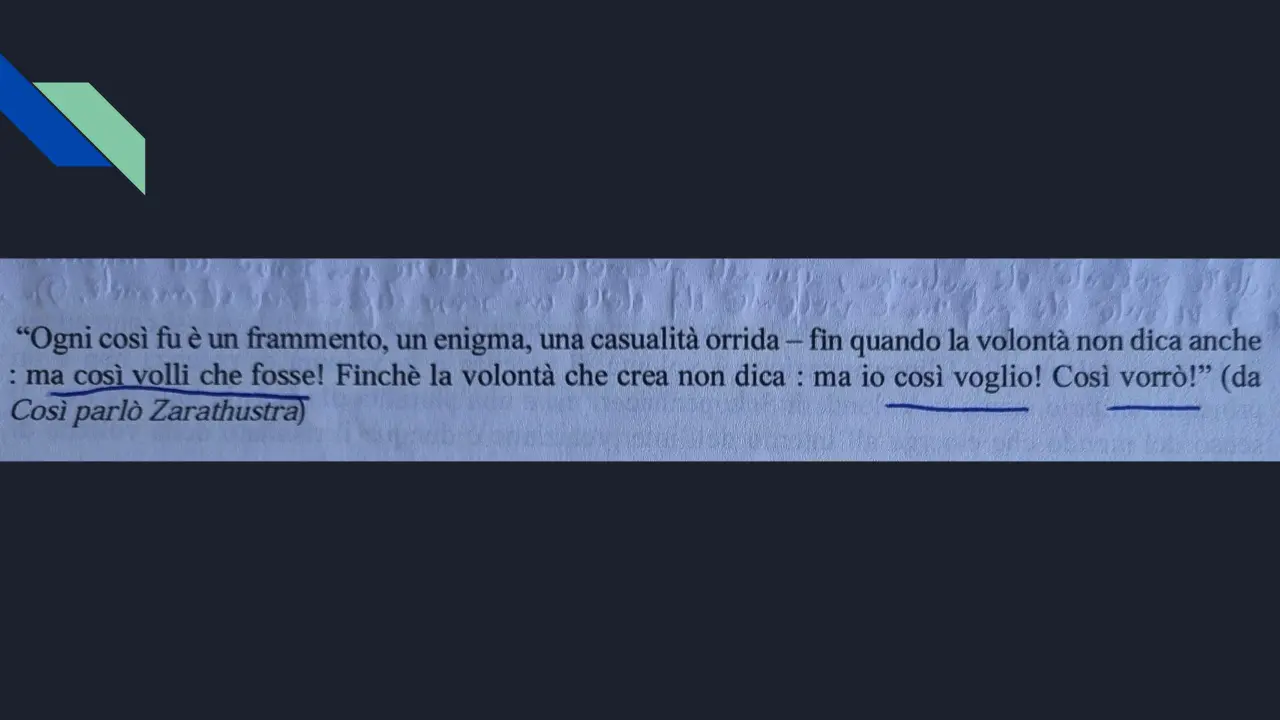 “Ogni così fu è un frammento, un enigma, una casualità orrida – fin quando la volontà non dica anche
: ma così volli che fosse! Finchè la volontà che crea non dica : ma io così voglio! Così vorrò!” (da
Così parlò Zarathustra)